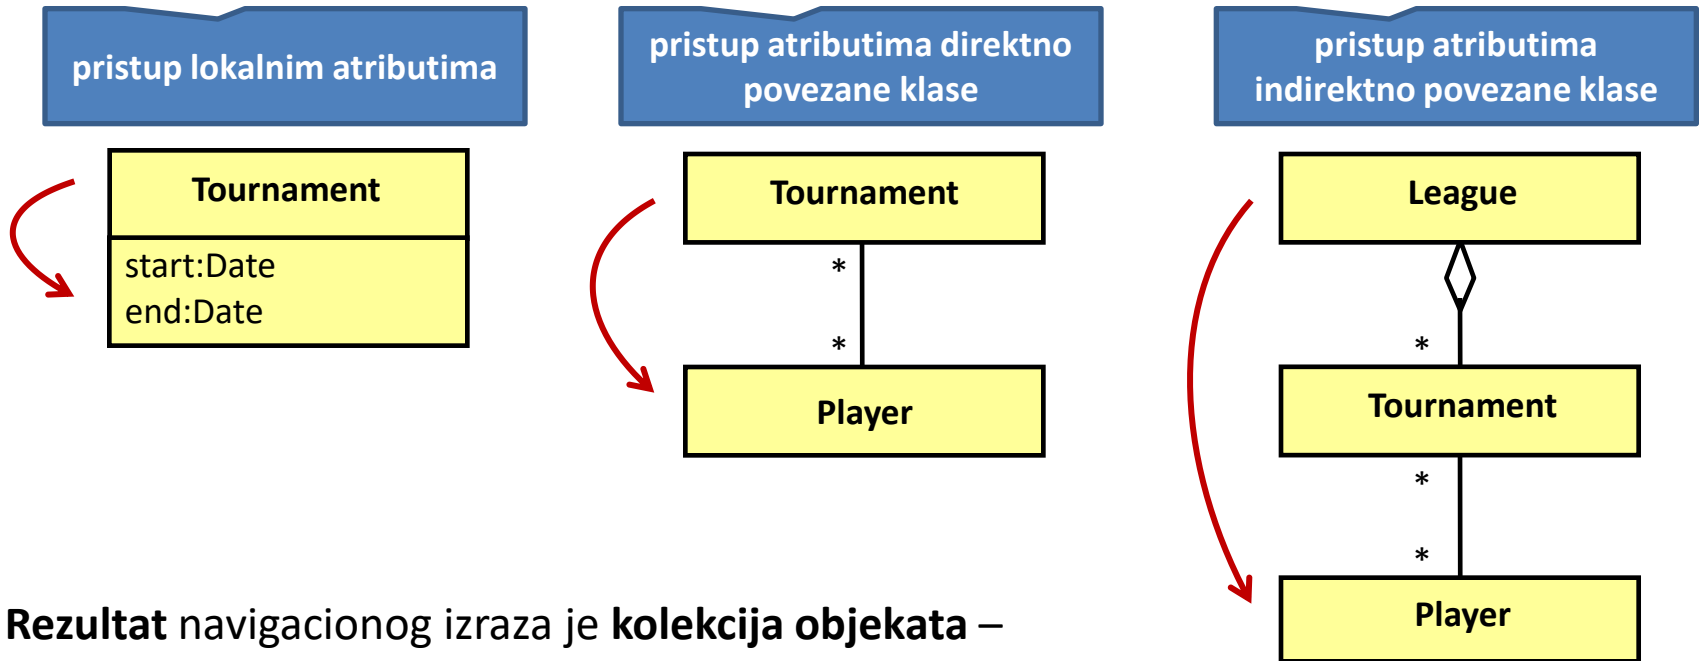 pristup lokalnim atributima
pristup atributima direktno
povezane klase
pristup atributima
indirektno povezane klase
Tournament
start:Date
end:Date
Tournament
*
*
Player
League
*
Tournament
*
*
Player
Rezultat navigacionog izraza je kolekcija objekata –